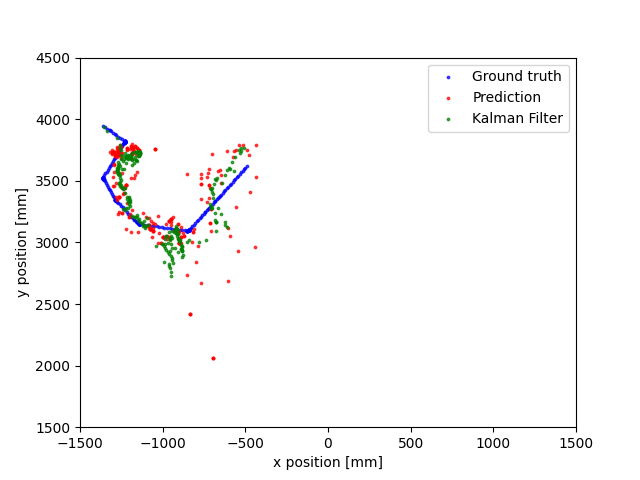 4500
4000
3500
3000
2500
2000
1500
y position [mm]
−1500
−1000
−500
0
500
1000
1500
x position [mm]
Ground truth
Prediction
Kalman Filter